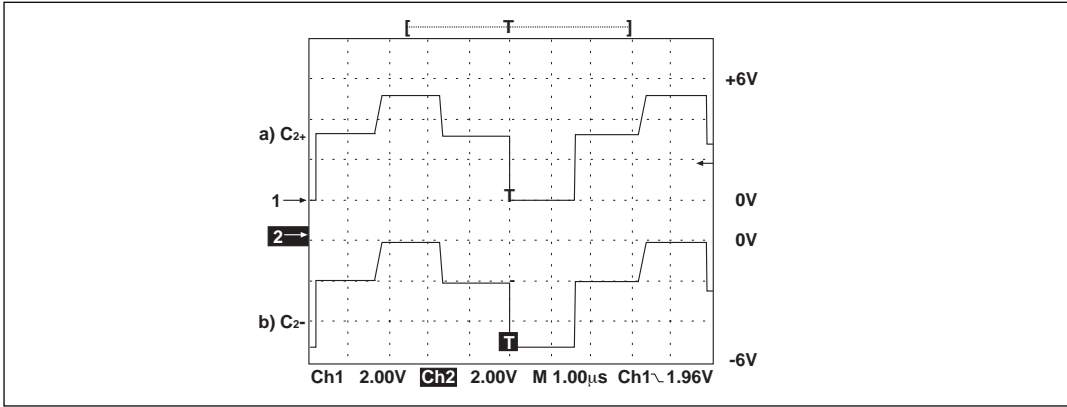 [ T ]
+6V
a) C2+
T
1→ 0V
2→ 0V
b) C2-
T
-6V
Ch1 2.00V Ch2 2.00V M 1.00µs Ch1 1.96V